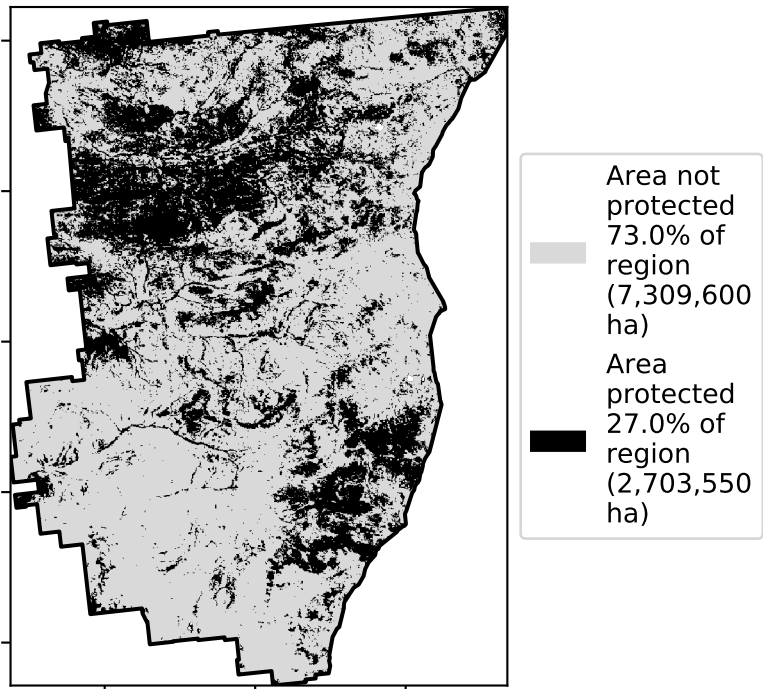 Area not
protected
73.0% of
region
(7,309,600
ha)
Area
protected
27.0% of
region
(2,703,550
ha)